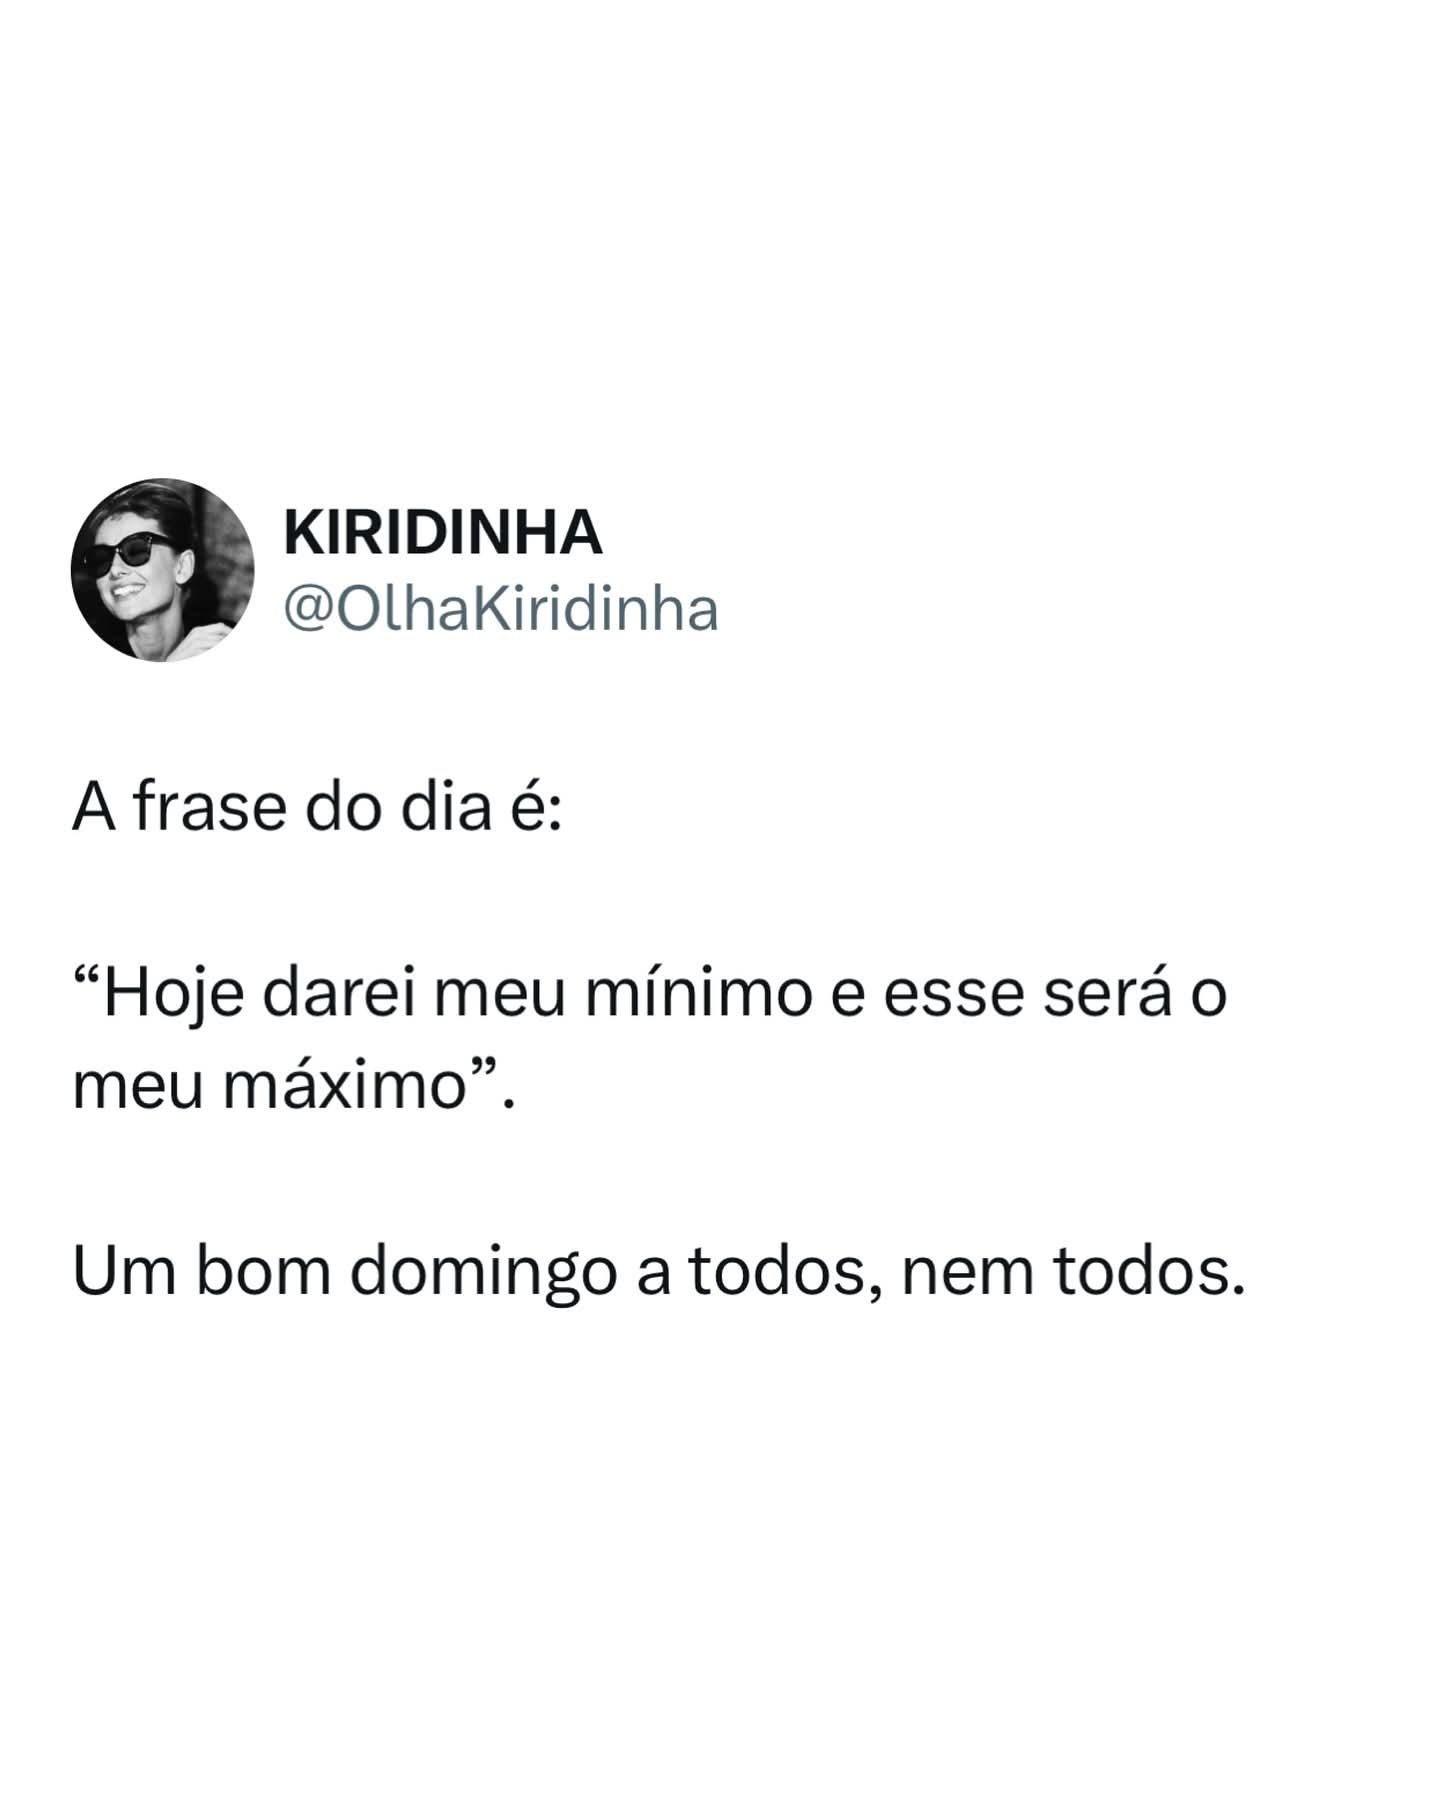 KIRIDINHA
@OlhaKiridinha
A frase do dia é:
“Hoje darei meu mínimo e esse será o
meu máximo”.
Um bom domingo a todos, nem todos.